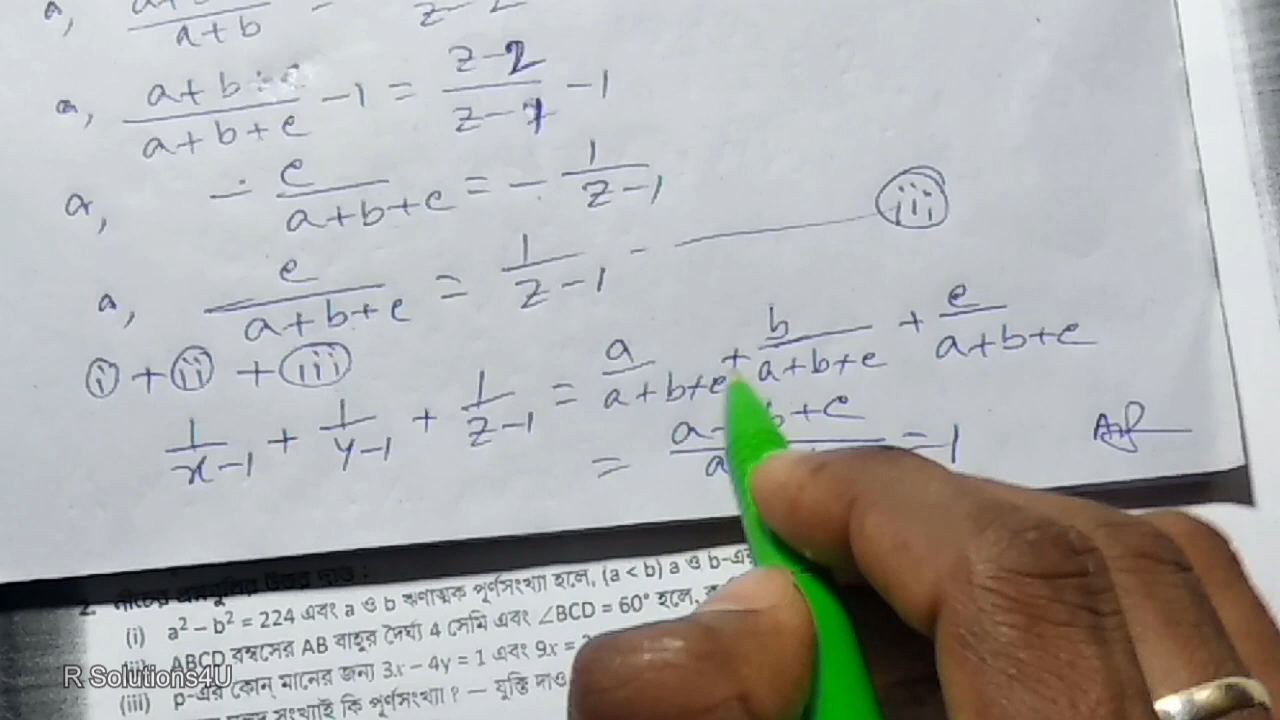 a + b
a + b + c / a + b + c - 1 = z - 2 / z - 1 - 1
a, - c / a + b + c = - 1 / z - 1
a, c / a + b + c = 1 / z - 1 - (iii)
(i) + (ii) + (iii)
1 / x - 1 + 1 / y - 1 + 1 / z - 1 = a / a + b + c + b / a + b + c + c / a + b + c
= = 1
(i) a² – b² = 224 এবং a ও b ঋণাত্মক পূর্ণসংখ্যা হলে, (a < b) a ও b-এর
ABCD রম্বসের AB বাহুর দৈর্ঘ্য 4 সেমি এবং ∠BCD = 60° হলে,
(iii) p-এর কোন্ মানের জন্য 3x – 4y = 1 এবং 9x =
সংখ্যাই কি পূর্ণসংখ্যা? — যুক্তি দাও
R Solutions4U